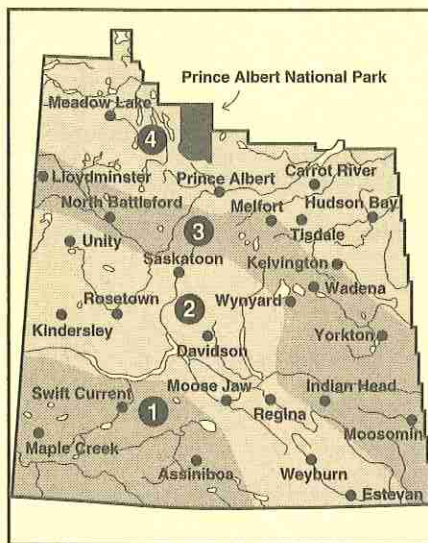 Prince Albert National Park
Meadow Lake
4
Lloydminster
Prince Albert
Carrot River
North Battleford
Melfort
Hudson Bay
Tisdale
3
Unity
Saskatoon
Kelvington
Wadena
Rosetown
2
Wynyard
Kindersley
Davidson
Yorkton
Swift Current
1
Moose Jaw
Regina
Indian Head
Moosomin
Maple Creek
Assiniboa
Weyburn
Estevan